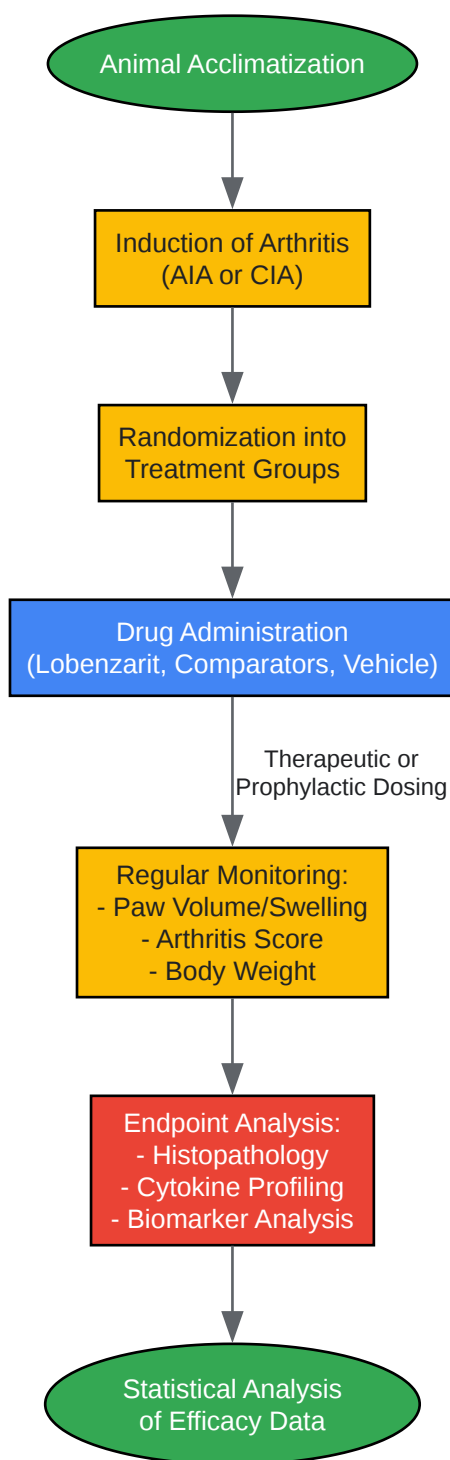 Animal Acclimatization
Induction of Arthritis
(AIA or CIA)
Randomization into
Treatment Groups
Drug Administration
(Lobenzarit, Comparators, Vehicle)
Therapeutic or
Prophylactic Dosing
Regular Monitoring:
- Paw Volume/Swelling
- Arthritis Score
- Body Weight
Endpoint Analysis:
- Histopathology
- Cytokine Profiling
- Biomarker Analysis
Statistical Analysis
of Efficacy Data